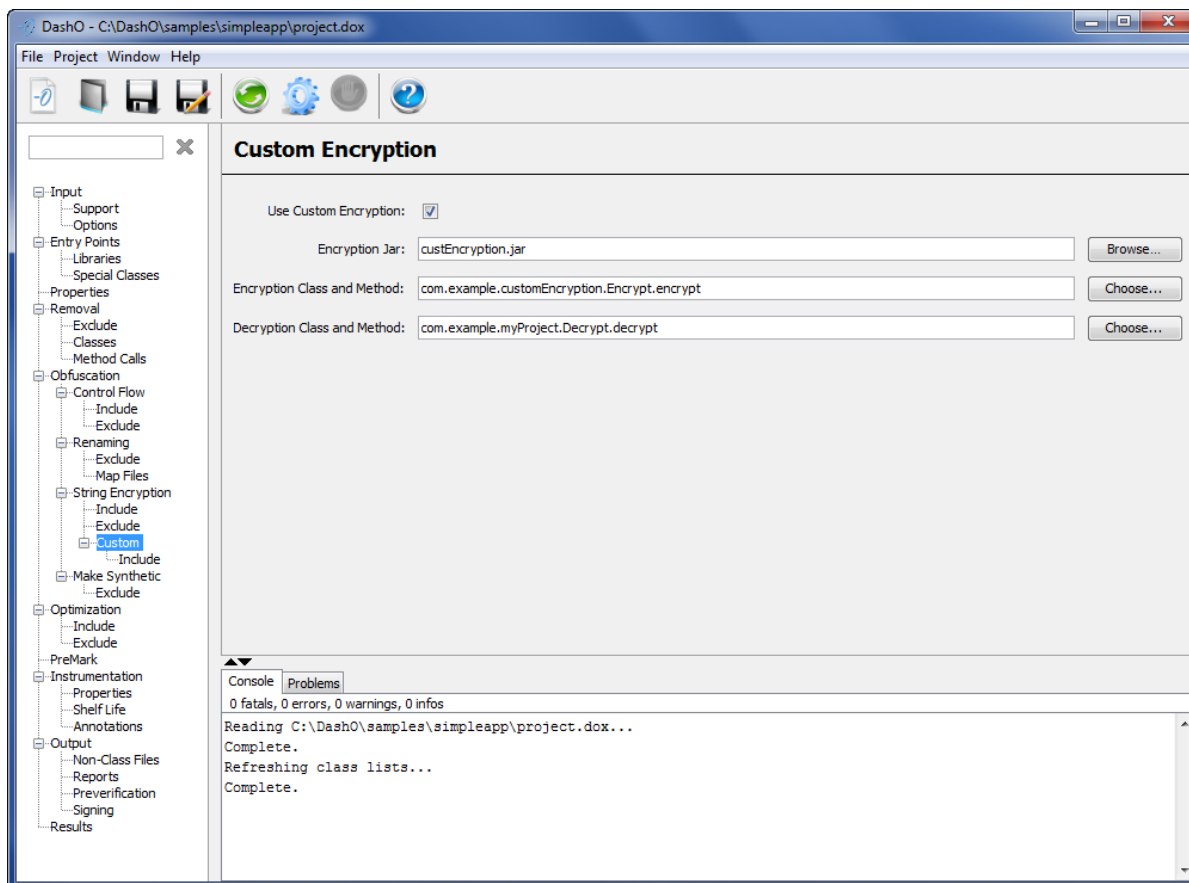 DashO - C:\DashO\samples\simpleapp\project.dox
File Project Window Help
Custom Encryption
Input
Support
Options
Entry Points
Libraries
Special Classes
Properties
Removal
Exclude
Classes
Method Calls
Obfuscation
Control Flow
Include
Exclude
Renaming
Exclude
Map Files
String Encryption
Include
Exclude
Custom
Include
Make Synthetic
Exclude
Optimization
Include
Exclude
PreMark
Instrumentation
Properties
Shelf Life
Annotations
Output
Non-Class Files
Reports
Preverification
Signing
Results
Use Custom Encryption:
Encryption Jar: custEncryption.jar Browse...
Encryption Class and Method: com.example.customEncryption.Encrypt.encrypt Choose...
Decryption Class and Method: com.example.myProject.Decrypt.decrypt Choose...
Console Problems
0 fatals, 0 errors, 0 warnings, 0 infos
Reading C:\DashO\samples\simpleapp\project.dox...
Complete.
Refreshing class lists...
Complete.